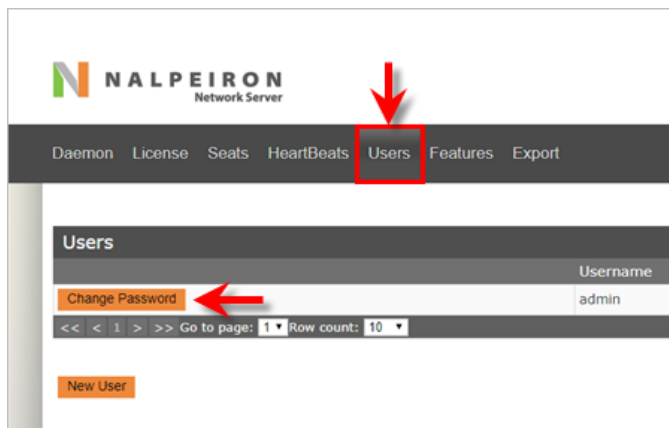 NALPEIRON
Network Server
Daemon License Seats HeartBeats Users Features Export
Users
Username
Change Password admin
<< < 1 > >> Go to page: 1 Row count: 10
New User